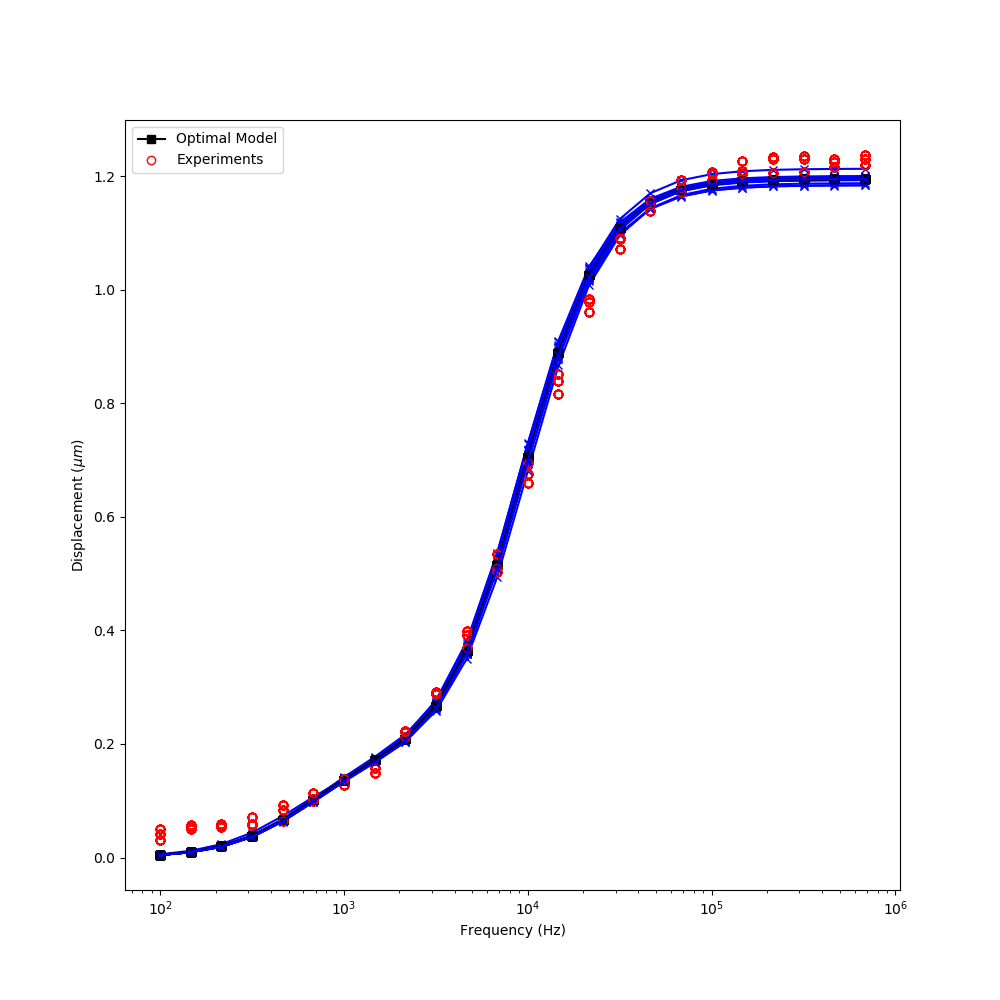 Optimal Model
Experiments
1.2
1.0
0.8
0.6
0.4
0.2
0.0
Displacement (μm)
10² 10³ 10⁴ 10⁵ 10⁶
Frequency (Hz)